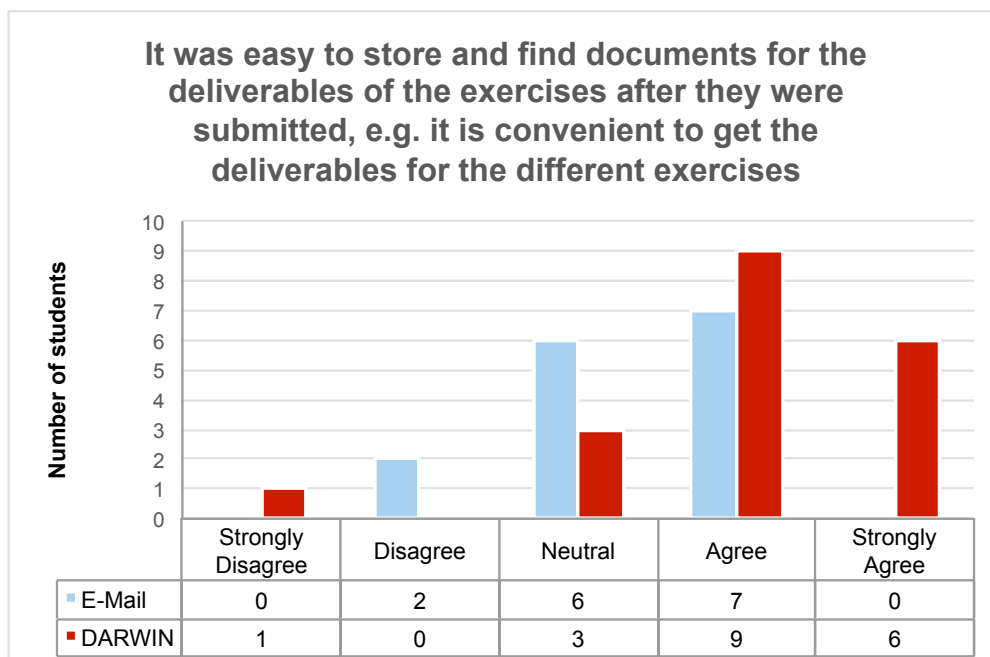 It was easy to store and find documents for the
deliverables of the exercises after they were
submitted, e.g. it is convenient to get the
deliverables for the different exercises
Number of students
10
9
8
7
6
5
4
3
2
1
0
Strongly Disagree Disagree Neutral Agree Strongly Agree
E-Mail 0 2 6 7 0
DARWIN 1 0 3 9 6